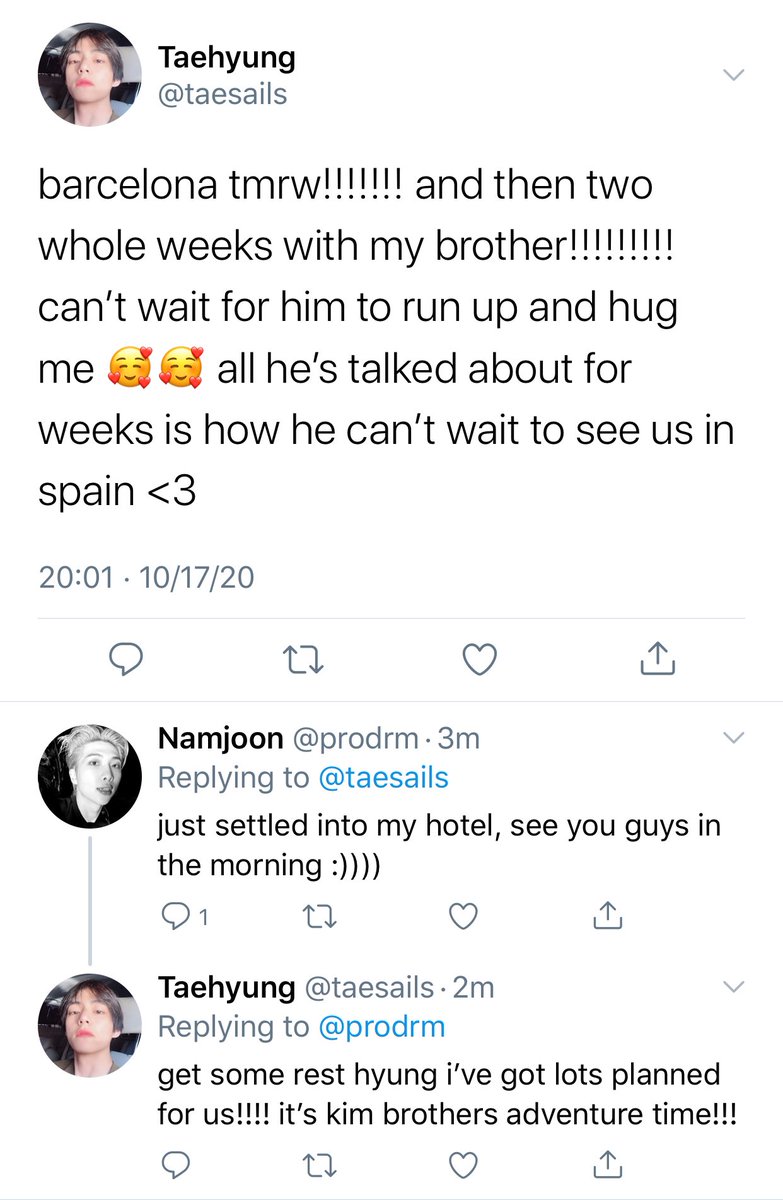 Taehyung
@taesails
barcelona tmrw!!!!!!! and then two
whole weeks with my brother!!!!!!!!!
can’t wait for him to run up and hug
me 🥰🥰 all he’s talked about for
weeks is how he can’t wait to see us in
spain <3
20:01 · 10/17/20
Namjoon @prodrm · 3m
Replying to @taesails
just settled into my hotel, see you guys in
the morning :))))
1
Taehyung @taesails · 2m
Replying to @prodrm
get some rest hyung i’ve got lots planned
for us!!!! it’s kim brothers adventure time!!!